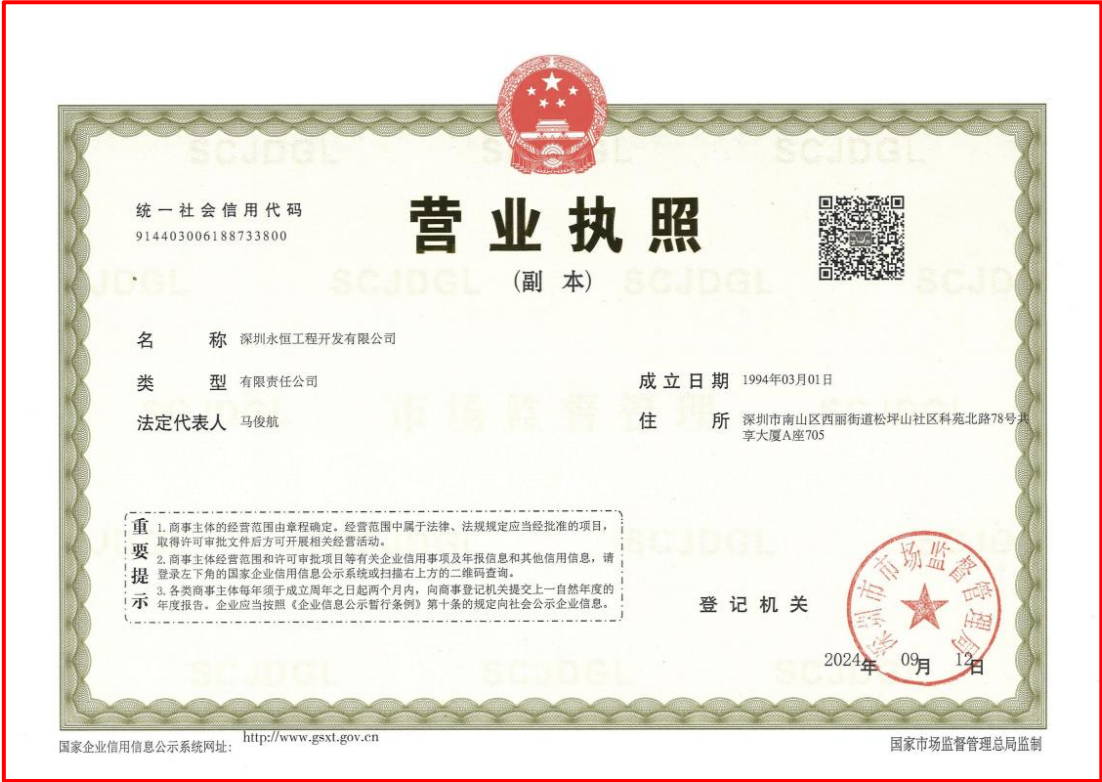 统一社会信用代码
914403006188733800
营业执照
(副 本)
名 称 深圳永恒工程开发有限公司
类 型 有限责任公司
法定代表人 马俊航
成立日期 1994年03月01日
住 所 深圳市南山区西丽街道松坪山社区科苑北路78号共
享大厦A座705
重要提示
1. 商事主体的经营范围由章程确定。经营范围中属于法律、法规规定应当经批准的项目，
取得许可审批文件后方可开展相关经营活动。
2. 商事主体经营范围和许可审批项目等有关企业信用事项及年报信息和其他信用信息，请
登录左下角的国家企业信用信息公示系统或扫描右上方的二维码查询。
3. 各类商事主体每年须于成立周年之日起两个月内，向商事登记机关提交上一自然年度的
年度报告。企业应当按照《企业信息公示暂行条例》第十条的规定向社会公示企业信息。
登记机关
深圳市市场监督管理局
2024年 09月 12日
国家企业信用信息公示系统网址： http://www.gsxt.gov.cn
国家市场监督管理总局监制
SCJDGL
市场监督管理